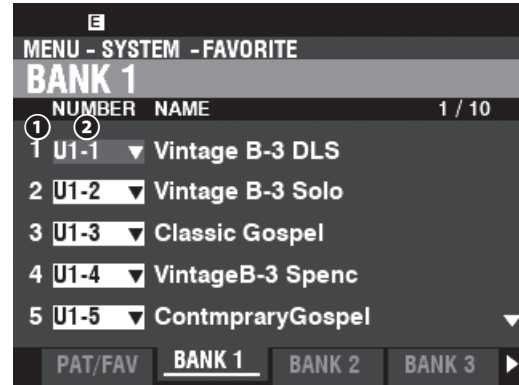 E
MENU - SYSTEM - FAVORITE
BANK 1
NUMBER NAME 1 / 10
① ②
1 U1-1 ▼ Vintage B-3 DLS
2 U1-2 ▼ Vintage B-3 Solo
3 U1-3 ▼ Classic Gospel
4 U1-4 ▼ VintageB-3 Spenc
5 U1-5 ▼ ContmpraryGospel
PAT/FAV BANK 1 BANK 2 BANK 3